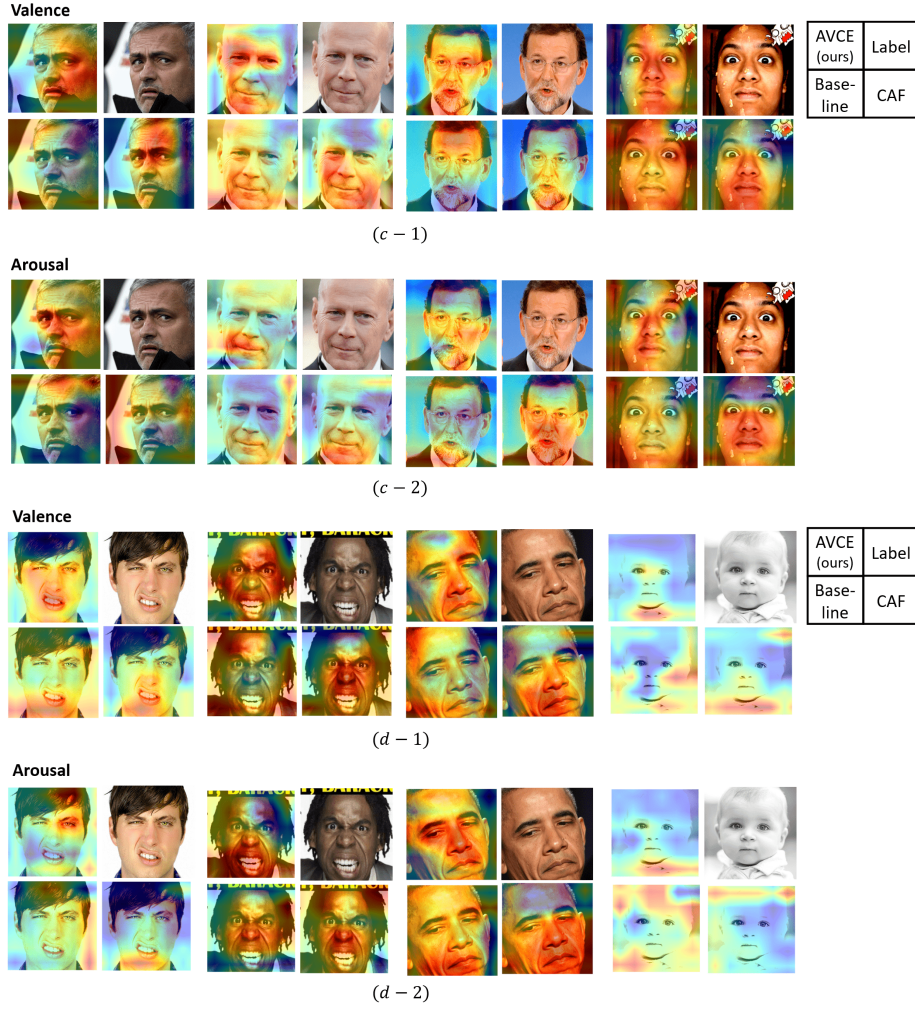 Valence
AVCE
(ours)
Label
Base-
line
CAF
(c − 1)
Arousal
(c − 2)
Valence
AVCE
(ours)
Label
Base-
line
CAF
(d − 1)
Arousal
(d − 2)